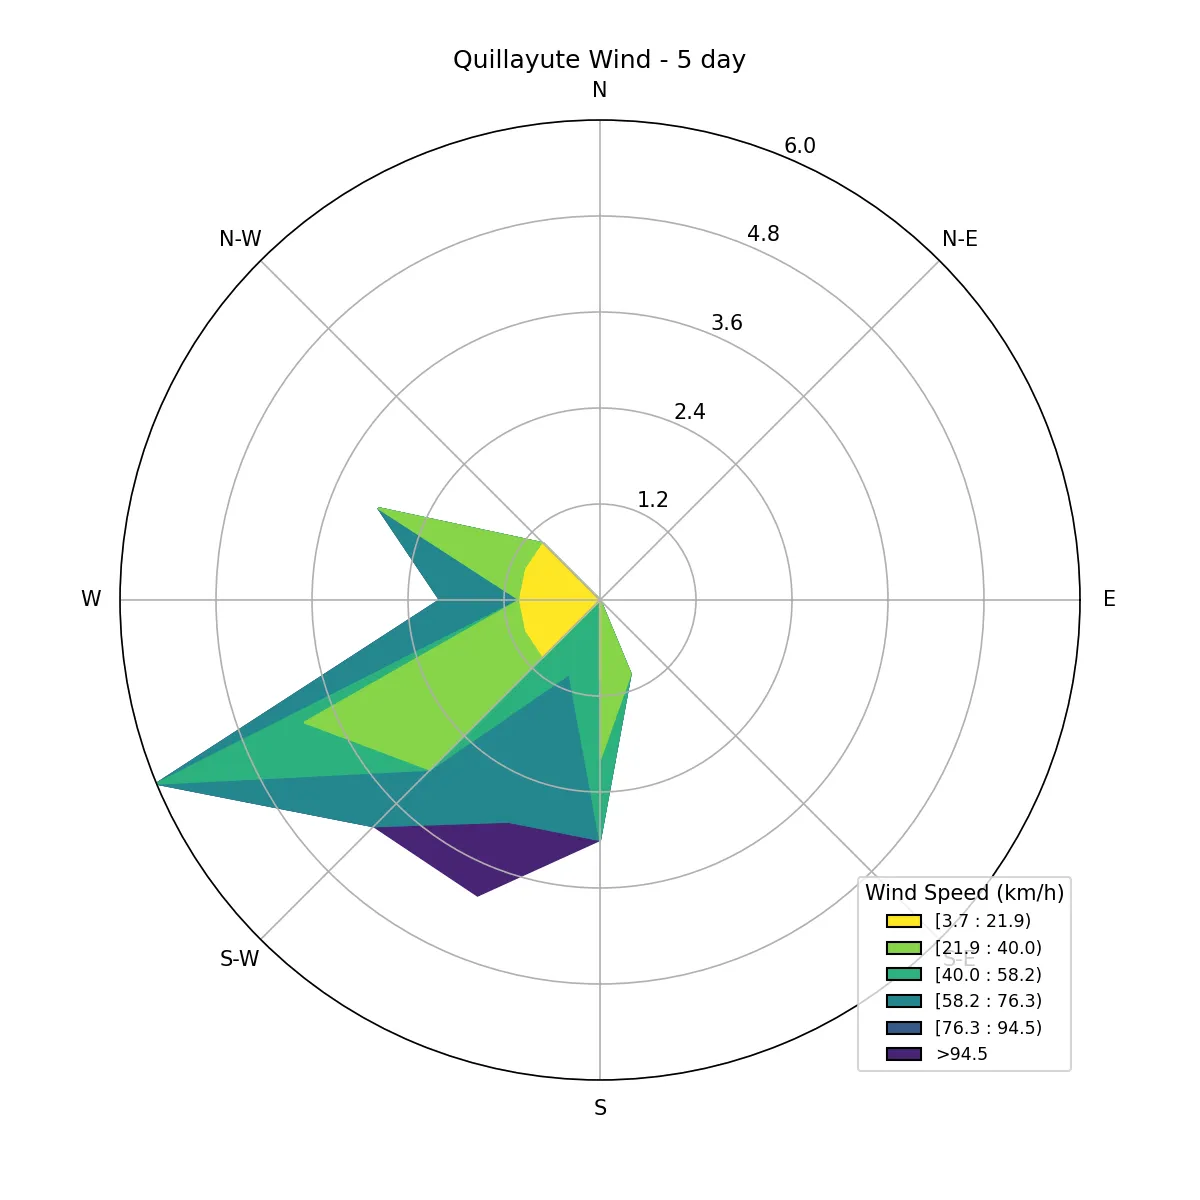 Quillayute Wind - 5 day
N
6.0
N-W
4.8
N-E
3.6
2.4
1.2
W
E
Wind Speed (km/h)
[3.7 : 21.9)
[21.9 : 40.0)
S-W
S-E
[40.0 : 58.2)
[58.2 : 76.3)
[76.3 : 94.5)
>94.5
S